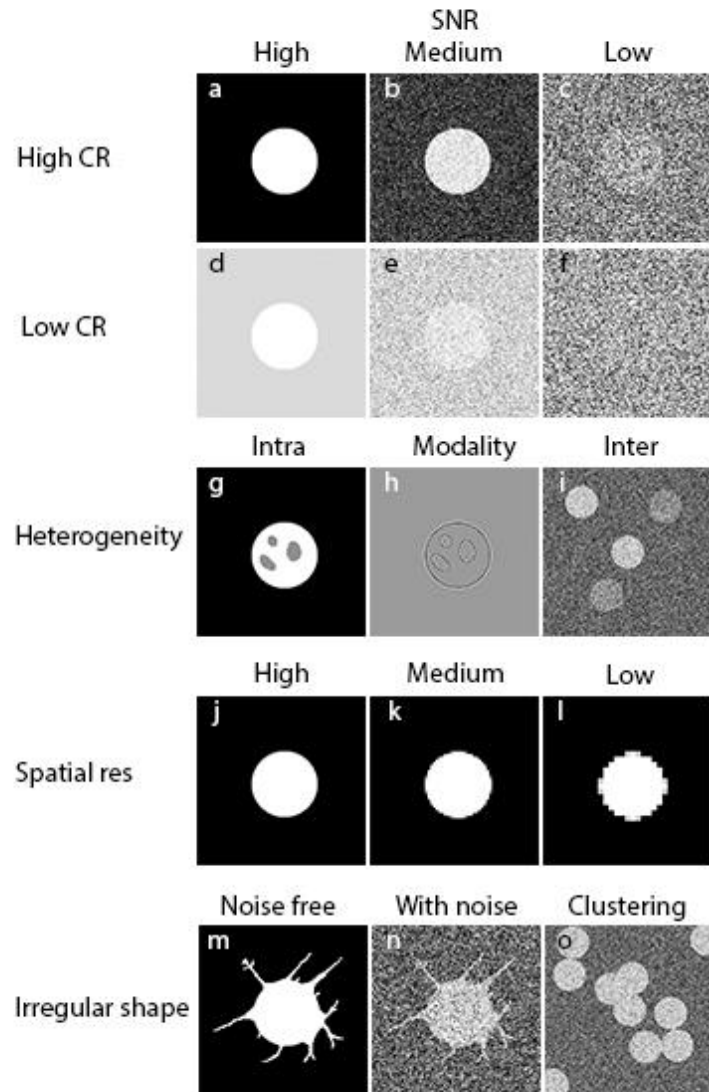 SNR
High Medium Low
a b c
High CR
d e f
Low CR
Intra Modality Inter
g h i
Heterogeneity
High Medium Low
j k l
Spatial res
Noise free With noise Clustering
m n o
Irregular shape